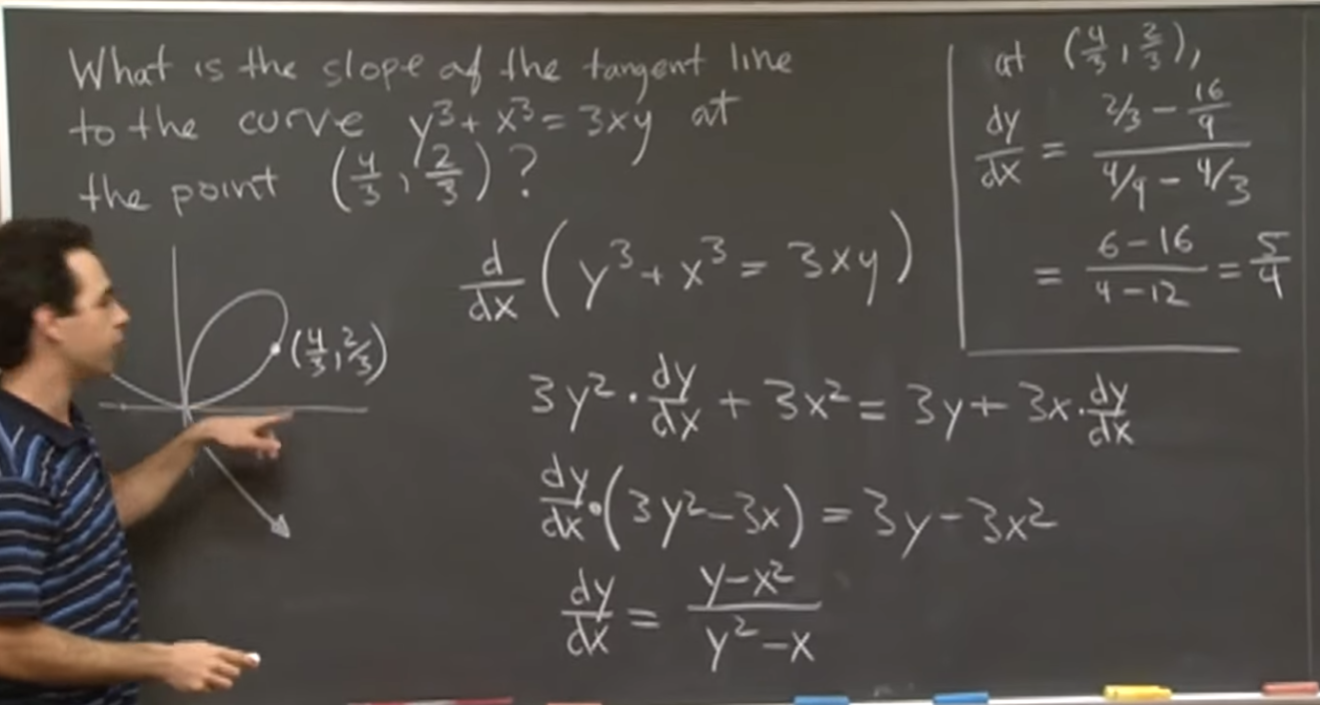 What is the slope of the tangent line
to the curve y³ + x³ = 3xy at
the point (4/3, 2/3)?
(4/3, 2/3)
d/dx (y³ + x³ = 3xy)
3y² · dy/dx + 3x² = 3y + 3x · dy/dx
dy/dx · (3y² - 3x) = 3y - 3x²
dy/dx = (y - x²)/(y² - x)
at (4/3, 2/3),
dy/dx = (2/3 - 16/9)/(4/9 - 4/3)
= (6 - 16)/(4 - 12) = 5/4